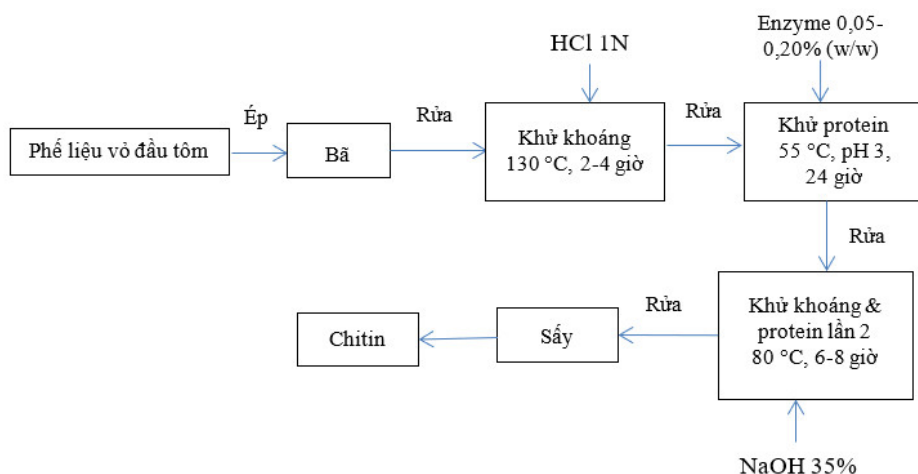 HCl 1N
Enzyme 0,05-
0,20% (w/w)
Phế liệu vỏ đầu tôm
Ép
Bã
Rửa
Khử khoáng
130 °C, 2-4 giờ
Rửa
Khử protein
55 °C, pH 3,
24 giờ
Rửa
Khử khoáng &
protein lần 2
80 °C, 6-8 giờ
NaOH 35%
Rửa
Sấy
Chitin